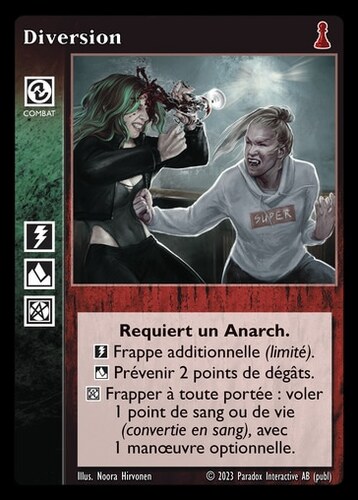 Diversion
COMBAT
SUPER
Requiert un Anarch.
Frappe additionnelle (limité).
Prévenir 2 points de dégâts.
Frapper à toute portée : voler
1 point de sang ou de vie
(convertie en sang), avec
1 manœuvre optionnelle.
Illus. Noora Hirvonen © 2023 Paradox Interactive AB (publ)